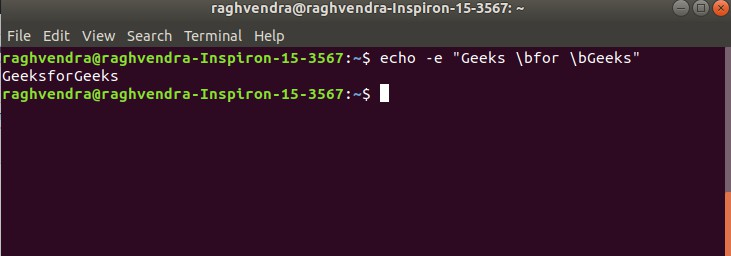 raghvendra@raghvendra-Inspiron-15-3567: ~
File Edit View Search Terminal Help
raghvendra@raghvendra-Inspiron-15-3567:~$ echo -e "Geeks \bfor \bGeeks"
GeeksforGeeks
raghvendra@raghvendra-Inspiron-15-3567:~$